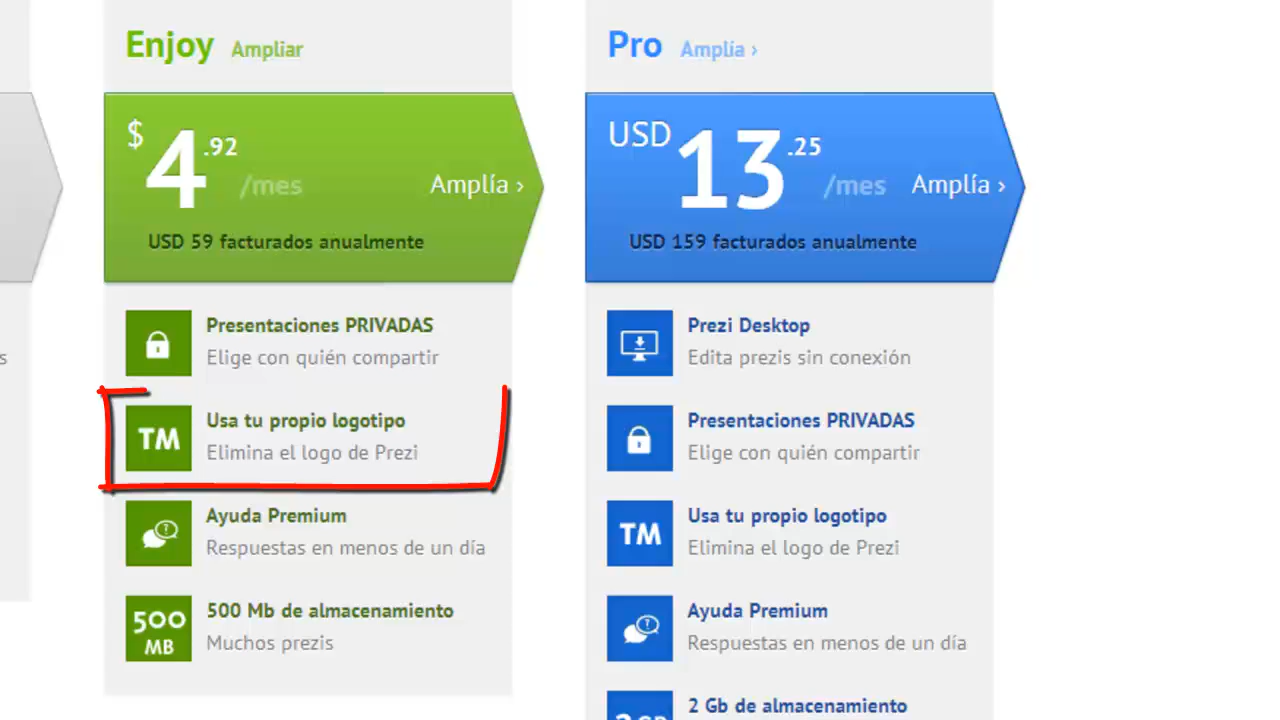 Enjoy Ampliar
$ 4.92 /mes Amplía ›
USD 59 facturados anualmente
Presentaciones PRIVADAS
Elige con quién compartir
TM
Usa tu propio logotipo
Elimina el logo de Prezi
Ayuda Premium
Respuestas en menos de un día
500 MB
500 Mb de almacenamiento
Muchos prezis
Pro Amplía ›
USD 13.25 /mes Amplía ›
USD 159 facturados anualmente
Prezi Desktop
Edita prezis sin conexión
Presentaciones PRIVADAS
Elige con quién compartir
TM
Usa tu propio logotipo
Elimina el logo de Prezi
Ayuda Premium
Respuestas en menos de un día
2 Gb de almacenamiento